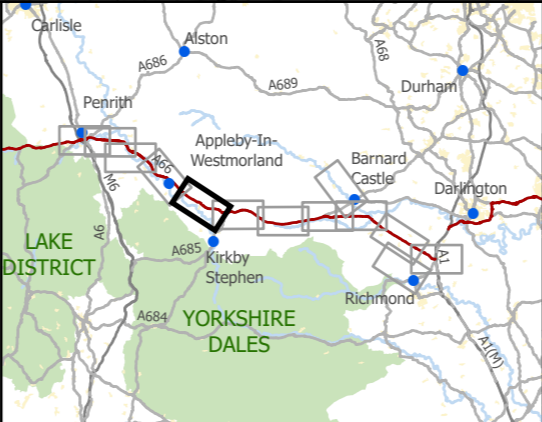 Carlisle
Alston
A686
A689
A68
Durham
Penrith
Appleby-In-
Westmorland
A66
Barnard
Castle
Darlington
M6
A6
LAKE
DISTRICT
A685
Kirkby
Stephen
A1
Richmond
A684
YORKSHIRE
DALES
A1(M)